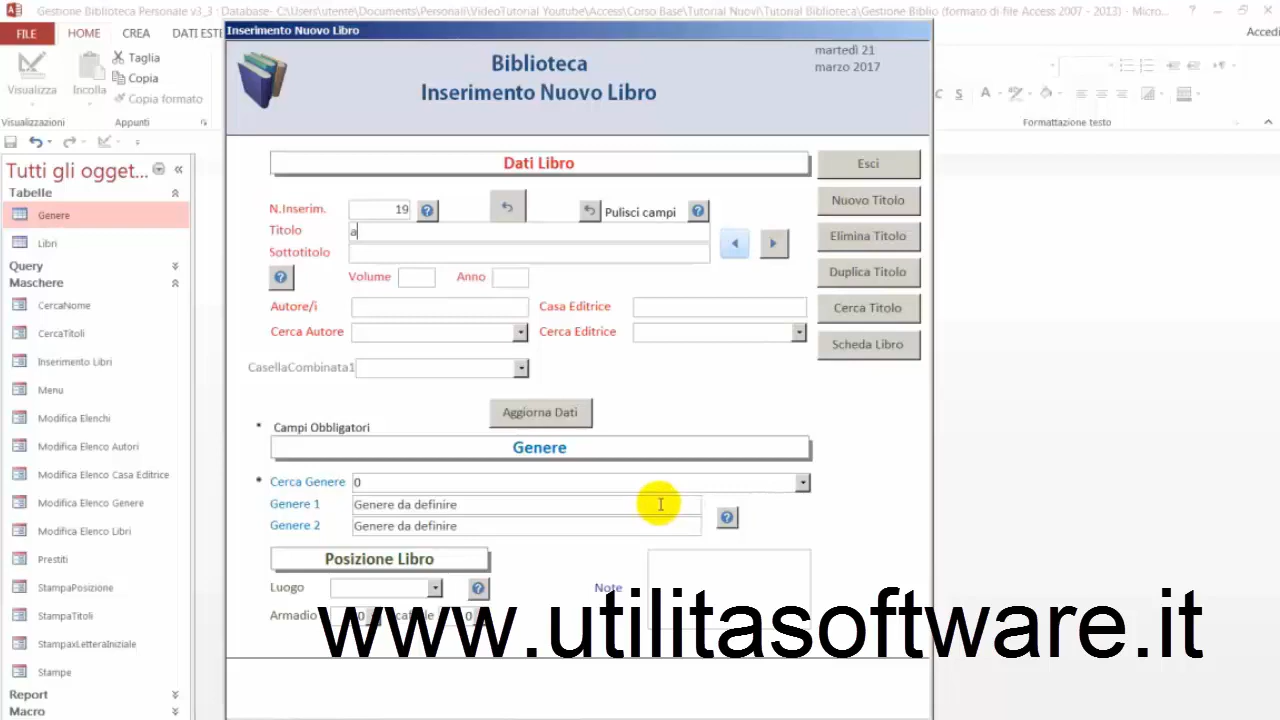 Gestione Biblioteca Personale v3_3 : Database- C:\Users\utente\Documents\Personali\VideoTutorial Youtube\Access\Corso Base\Tutorial Nuovi\Tutorial Biblioteca\Gestione Biblio (formato di file Access 2007 - 2013) - Micro...
FILE HOME CREA DATI ESTE
Accedi
Visualizza
Incolla
Taglia
Copia
Copia formato
Visualizzazioni
Appunti
C S A
Formattazione testo
Tutti gli ogget...
Tabelle
Genere
Libri
Query
Maschere
CercaNome
CercaTitoli
Inserimento Libri
Menu
Modifica Elenchi
Modifica Elenco Autori
Modifica Elenco Casa Editrice
Modifica Elenco Genere
Modifica Elenco Libri
Prestiti
StampaPosizione
StampaTitoli
StampaxLetteraIniziale
Stampe
Report
Macro
Inserimento Nuovo Libro
Biblioteca
Inserimento Nuovo Libro
martedì 21
marzo 2017
Dati Libro
N.Inserim. 19
Pulisci campi
Titolo a
Sottotitolo
Volume
Anno
Autore/i
Casa Editrice
Cerca Autore
Cerca Editrice
CasellaCombinata1
Aggiorna Dati
* Campi Obbligatori
Genere
* Cerca Genere 0
Genere 1 Genere da definire
Genere 2 Genere da definire
Posizione Libro
Luogo
Note
Armadio 0 0
Esci
Nuovo Titolo
Elimina Titolo
Duplica Titolo
Cerca Titolo
Scheda Libro
www.utilitasoftware.it